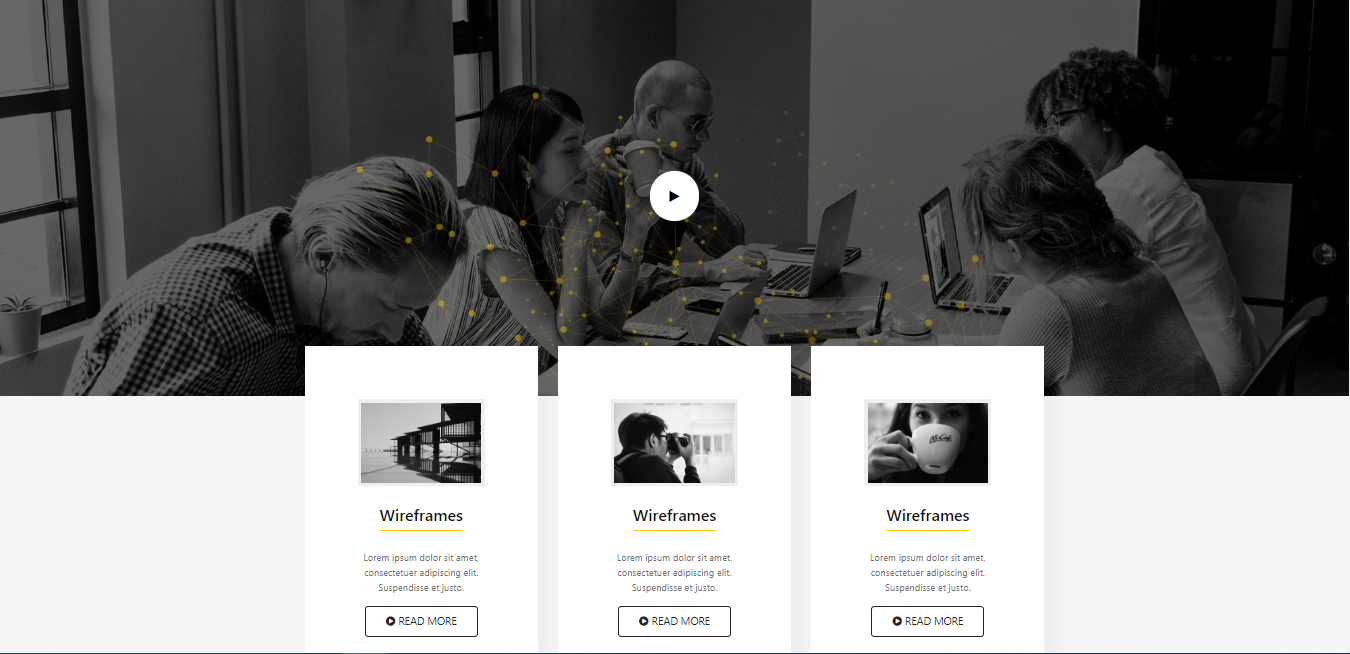 McCafé
Wireframes
Lorem ipsum dolor sit amet,
consectetuer adipiscing elit.
Suspendisse et justo.
READ MORE
Wireframes
Lorem ipsum dolor sit amet,
consectetuer adipiscing elit.
Suspendisse et justo.
READ MORE
Wireframes
Lorem ipsum dolor sit amet,
consectetuer adipiscing elit.
Suspendisse et justo.
READ MORE